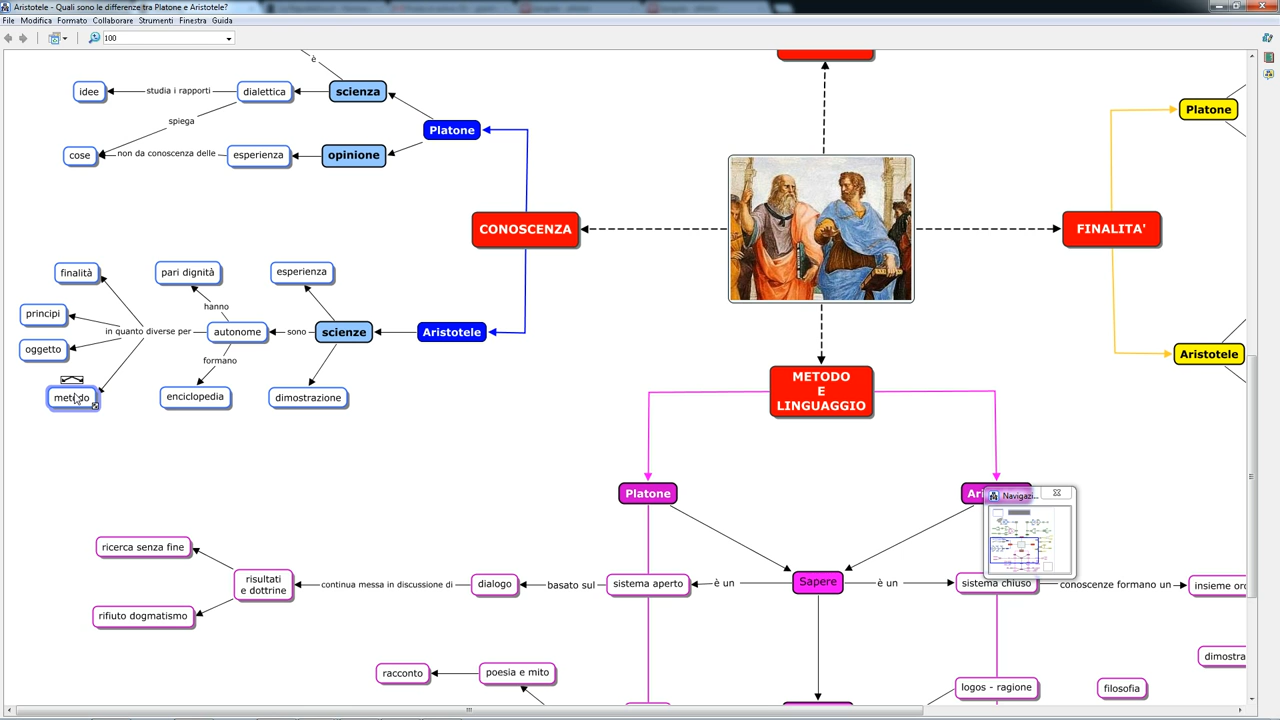 Aristotele - Quali sono le differenze tra Platone e Aristotele?
File Modifica Formato Collaborare Strumenti Finestra Guida
100
è
idee
studia i rapporti
dialettica
scienza
Platone
spiega
cose
non da conoscenza delle
esperienza
opinione
Platone
CONOSCENZA
FINALITA'
finalità
pari dignità
esperienza
hanno
principi
in quanto diverse per
autonome
sono
scienze
Aristotele
oggetto
formano
Aristotele
metodo
enciclopedia
dimostrazione
METODO
E
LINGUAGGIO
Platone
Navigazi...
ricerca senza fine
risultati
e dottrine
continua messa in discussione di
dialogo
basato sul
sistema aperto
è un
Sapere
è un
sistema chiuso
conoscenze formano un
rifiuto dogmatismo
dimostra
racconto
poesia e mito
logos - ragione
filosofia